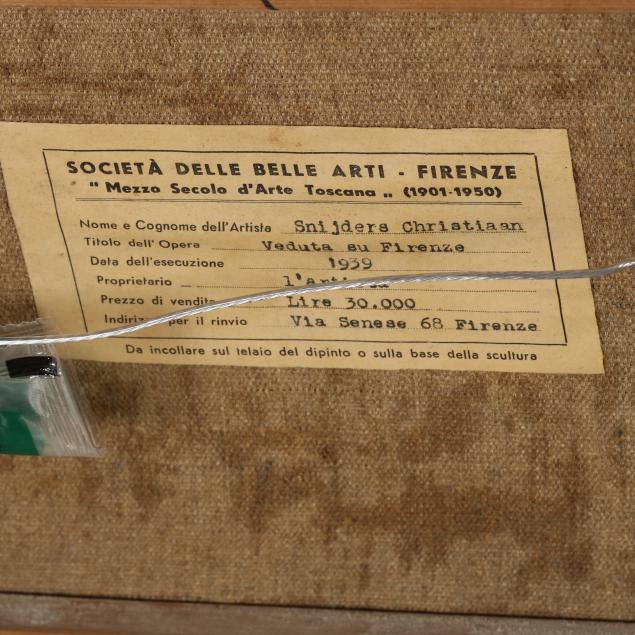 SOCIETÀ DELLE BELLE ARTI - FIRENZE
" Mezzo Secolo d'Arte Toscana „ (1901-1950)
Nome e Cognome dell'Artista Snijders Christiaan
Titolo dell'Opera Veduta su Firenze
Data dell'esecuzione 1939
Proprietario
Prezzo di vendita Lire 30.000
per il rinvio Via Senese 68 Firenze
Da incollare sul telaio del dipinto o sulla base della scultura